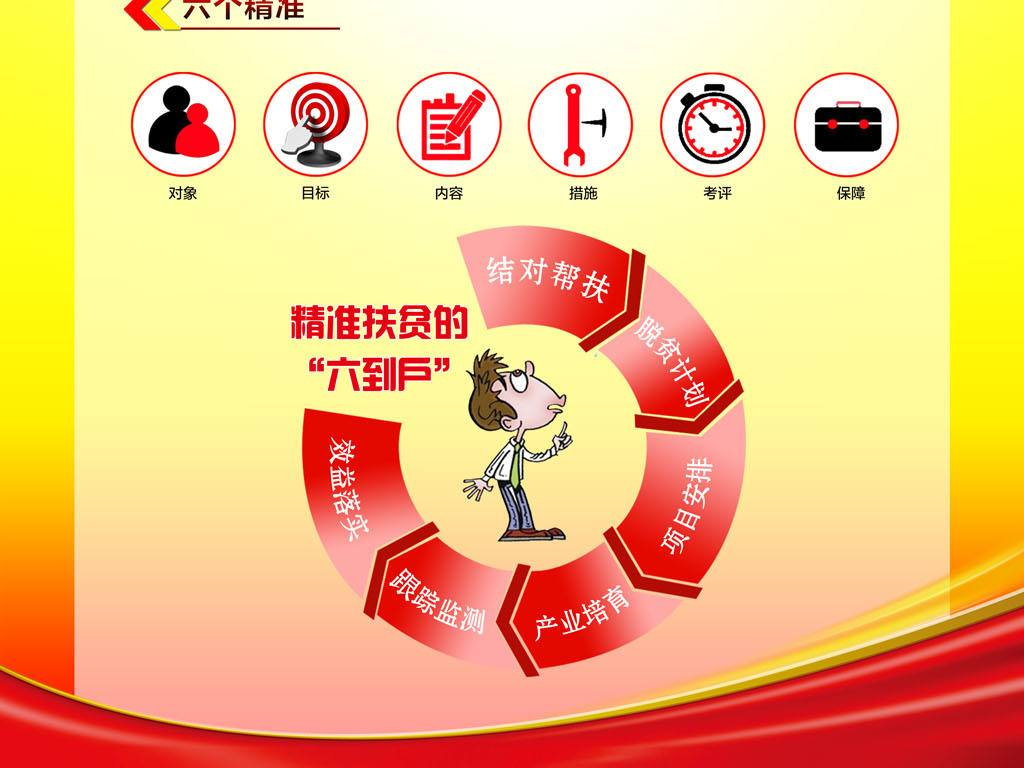 六个精准
对象
目标
内容
措施
考评
保障
精准扶贫的
“六到户”
结对帮扶
脱贫计划
项目安排
产业培育
跟踪监测
效益落实